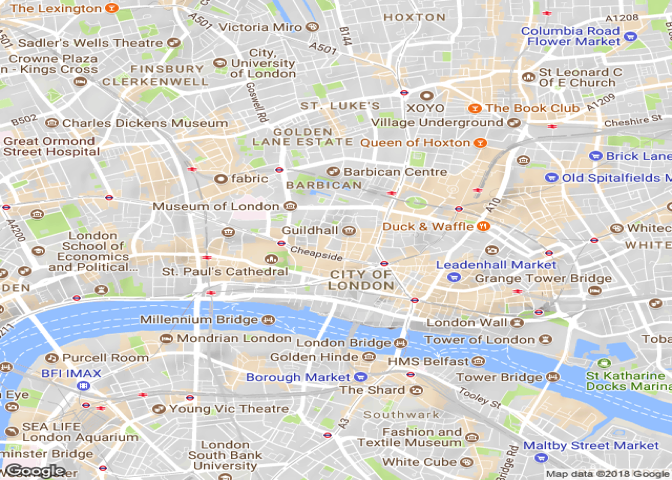 The Lexington
HOXTON
A1208
Victoria Miro
A501
A501
B144
Columbia Road
Flower Market
Sadler's Wells Theatre
City,
University
of London
Crowne Plaza
n - Kings Cross
FINSBURY
CLERKENWELL
St Leonard C
Of E Church
Goswell Rd
ST. LUKE'S
XOYO
The Book Club
A1209
B502
Charles Dickens Museum
Village Underground
Cheshire St
GOLDEN
LANE ESTATE
Great Ormond
Street Hospital
Queen of Hoxton
Brick Lane
fabric
Barbican Centre
BARBICAN
Old Spitalfields M
Museum of London
A10
A4200
Guildhall
Duck & Waffle
Whitec
London
School of
Economics
and Political...
Cheapside
WHITE
Leadenhall Market
St. Paul's Cathedral
CITY OF
LONDON
Grange Tower Bridge
DEN
Millennium Bridge
London Wall
211
Mondrian London
London Bridge
Tower of London
Toba
Purcell Room
Golden Hinde
HMS Belfast
St Katharine
Docks Marina
BFI IMAX
Borough Market
Tower Bridge
The Shard
Tooley St
n Eye
Young Vic Theatre
A3
Southwark
SEA LIFE
London Aquarium
Fashion and
Textile Museum
London
South Bank
University
Maltby Street Market
minster Bridge
White Cube
Bridge Rd
Google
Map data ©2018 Google